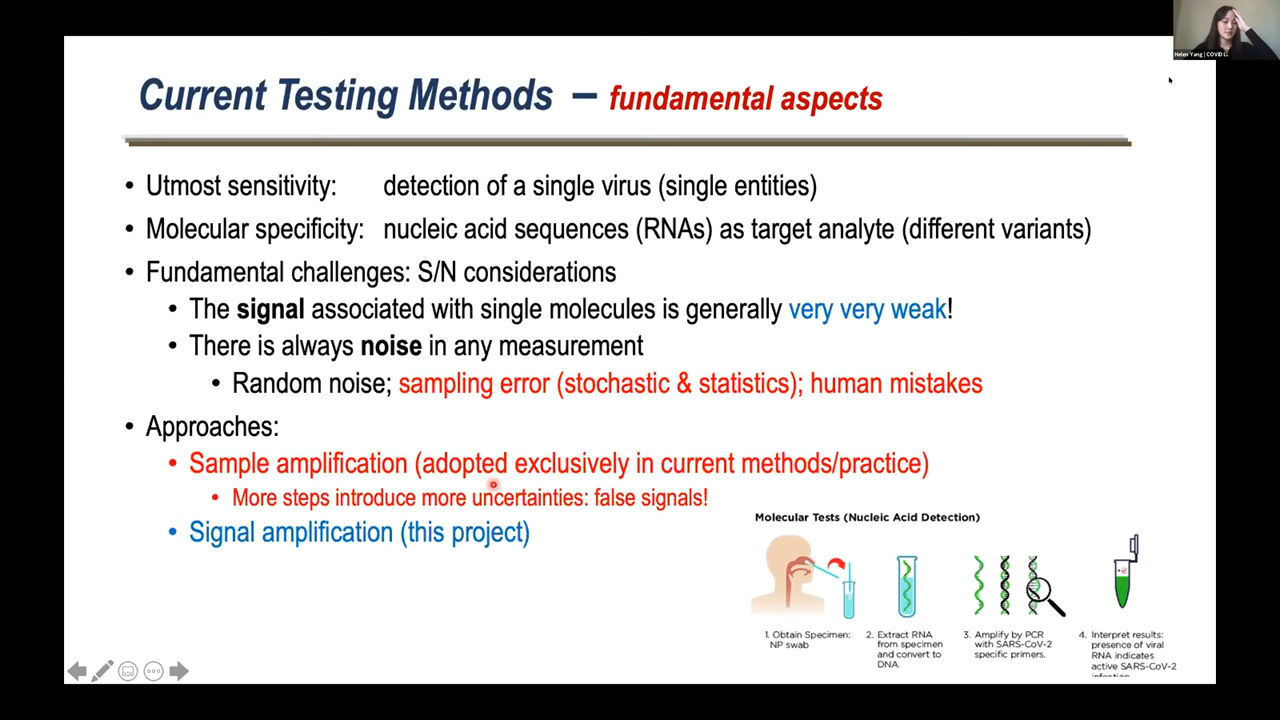 Helen Yang | COVID I...
Current Testing Methods – fundamental aspects
• Utmost sensitivity: detection of a single virus (single entities)
• Molecular specificity: nucleic acid sequences (RNAs) as target analyte (different variants)
• Fundamental challenges: S/N considerations
• The signal associated with single molecules is generally very very weak!
• There is always noise in any measurement
• Random noise; sampling error (stochastic & statistics); human mistakes
• Approaches:
• Sample amplification (adopted exclusively in current methods/practice)
• More steps introduce more uncertainties: false signals!
• Signal amplification (this project)
Molecular Tests (Nucleic Acid Detection)
1. Obtain Specimen:
NP swab
2. Extract RNA
from specimen
and convert to
DNA.
3. Amplify by PCR
with SARS-CoV-2
specific primers.
4. Interpret results:
presence of viral
RNA indicates
active SARS-CoV-2
infection